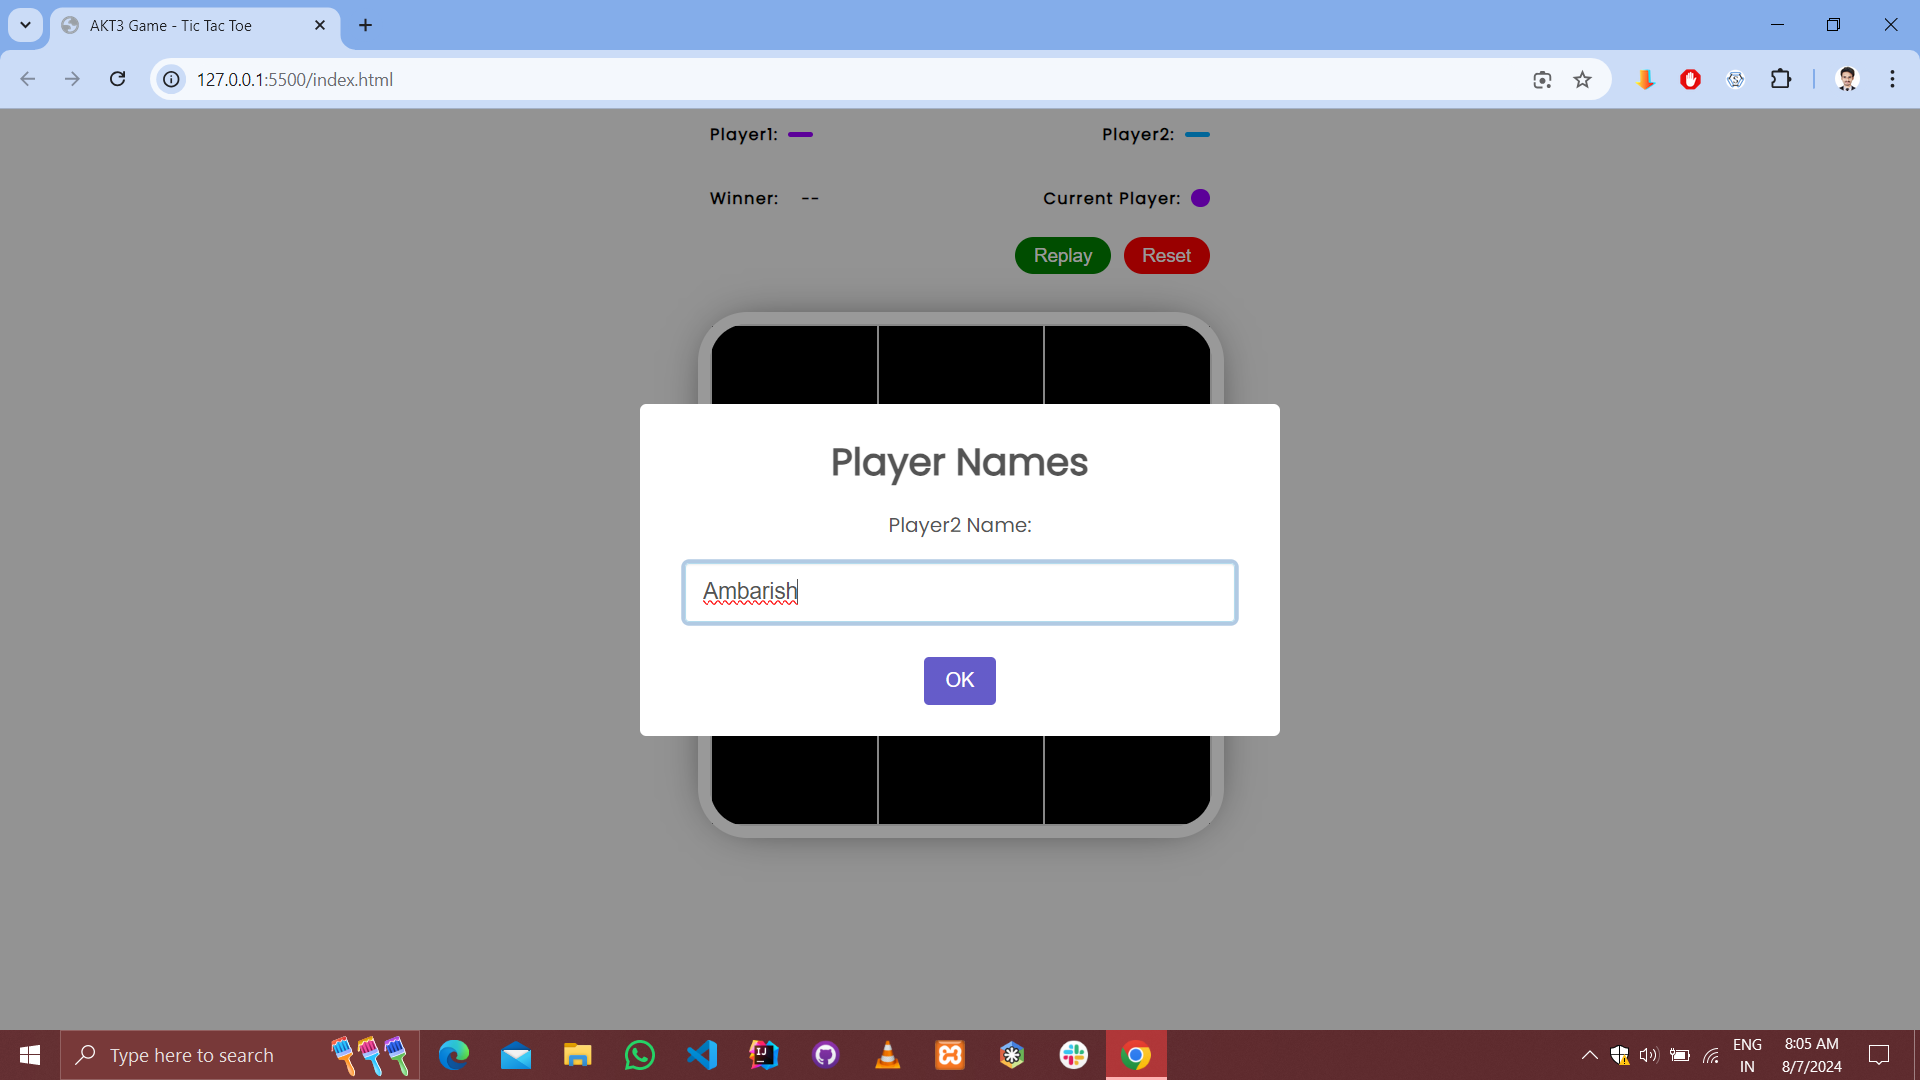 AKT3 Game - Tic Tac Toe
127.0.0.1:5500/index.html
Player1:
Player2:
Winner: --
Current Player:
Replay
Reset
Player Names
Player2 Name:
Ambarish
OK
Type here to search
ENG
IN
8:05 AM
8/7/2024